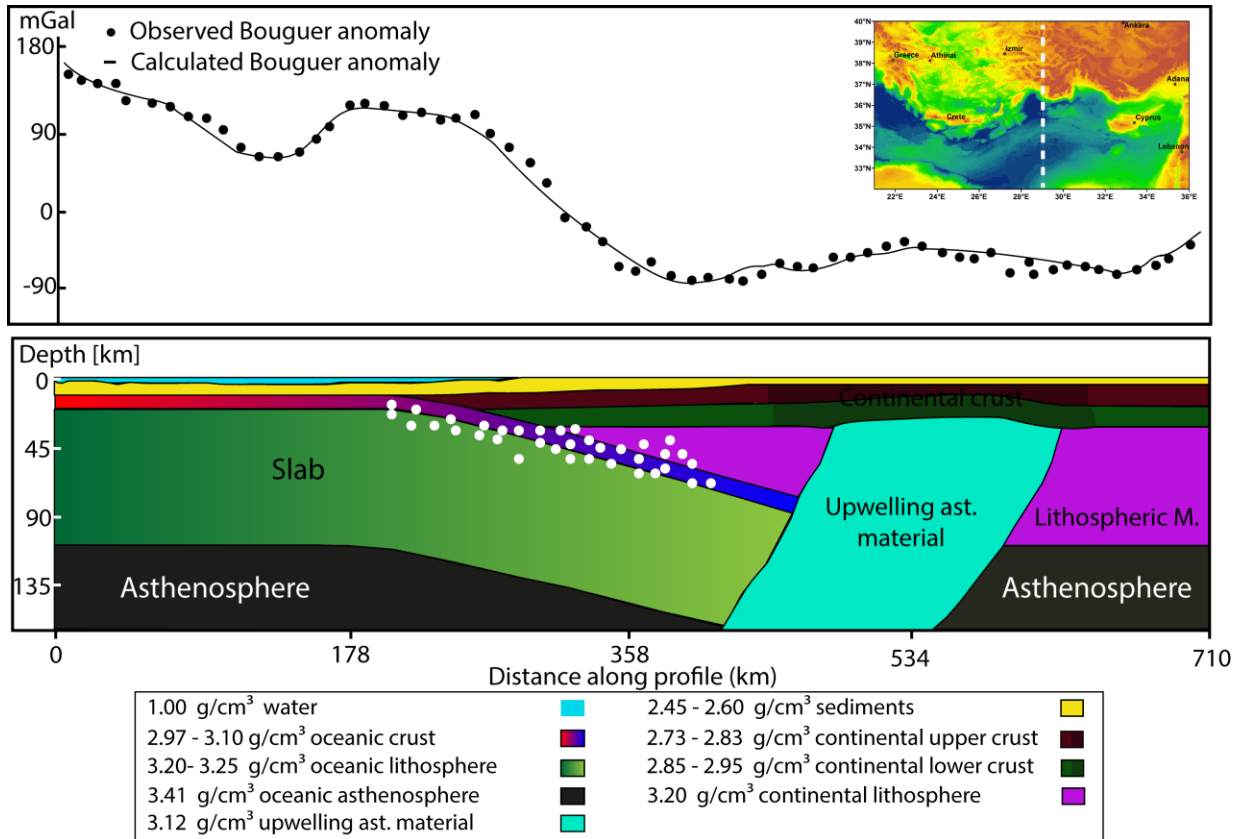 mGal
180
90
0
-90
Observed Bouguer anomaly
Calculated Bouguer anomaly
40°N
39°N
38°N
37°N
36°N
35°N
34°N
33°N
22°E
24°E
26°E
28°E
30°E
32°E
34°E
36°E
Greece
Athinai
Izmir
Ankara
Adana
Crete
Cyprus
Lebanon
Depth [km]
0
45
90
135
Continental crust
Slab
Upwelling ast.
material
Lithospheric M.
Asthenosphere
Asthenosphere
0
178
358
534
710
Distance along profile (km)
1.00 g/cm³ water
2.97 - 3.10 g/cm³ oceanic crust
3.20- 3.25 g/cm³ oceanic lithosphere
3.41 g/cm³ oceanic asthenosphere
3.12 g/cm³ upwelling ast. material
2.45 - 2.60 g/cm³ sediments
2.73 - 2.83 g/cm³ continental upper crust
2.85 - 2.95 g/cm³ continental lower crust
3.20 g/cm³ continental lithosphere